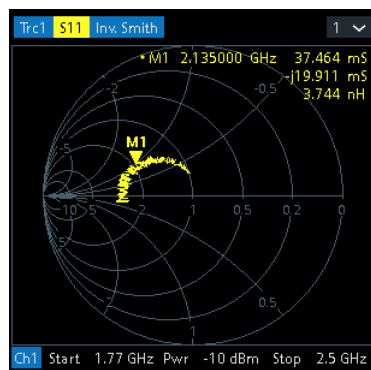 Trc1 S11 Inv. Smith 1
•M1 2.135000 GHz 37.464 mS
-j19.911 mS
3.744 nH
-1
-2 -0.5
M1
-5
-10 5 2 1 0.5 0.2 0
5
0.5
2
1
Ch1 Start 1.77 GHz Pwr -10 dBm Stop 2.5 GHz